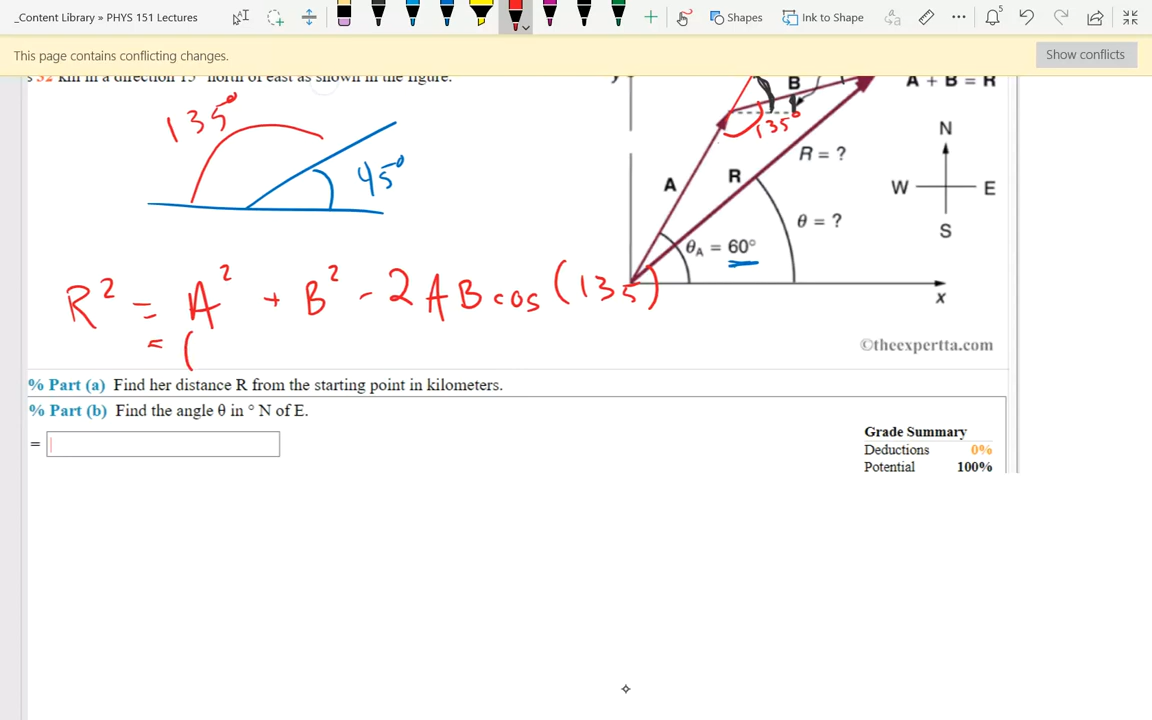 _Content Library » PHYS 151 Lectures
Shapes
Ink to Shape
5
This page contains conflicting changes.
Show conflicts
32 km in a direction 15° north of east as shown in the figure.
y
B
A + B = R
135°
135°
45°
N
W
E
S
R = ?
R
A
θ = ?
θA = 60°
x
R² = A² + B² - 2AB cos (135)
= (
©theexpertta.com
% Part (a) Find her distance R from the starting point in kilometers.
% Part (b) Find the angle θ in ° N of E.
=
Grade Summary
Deductions 0%
Potential 100%